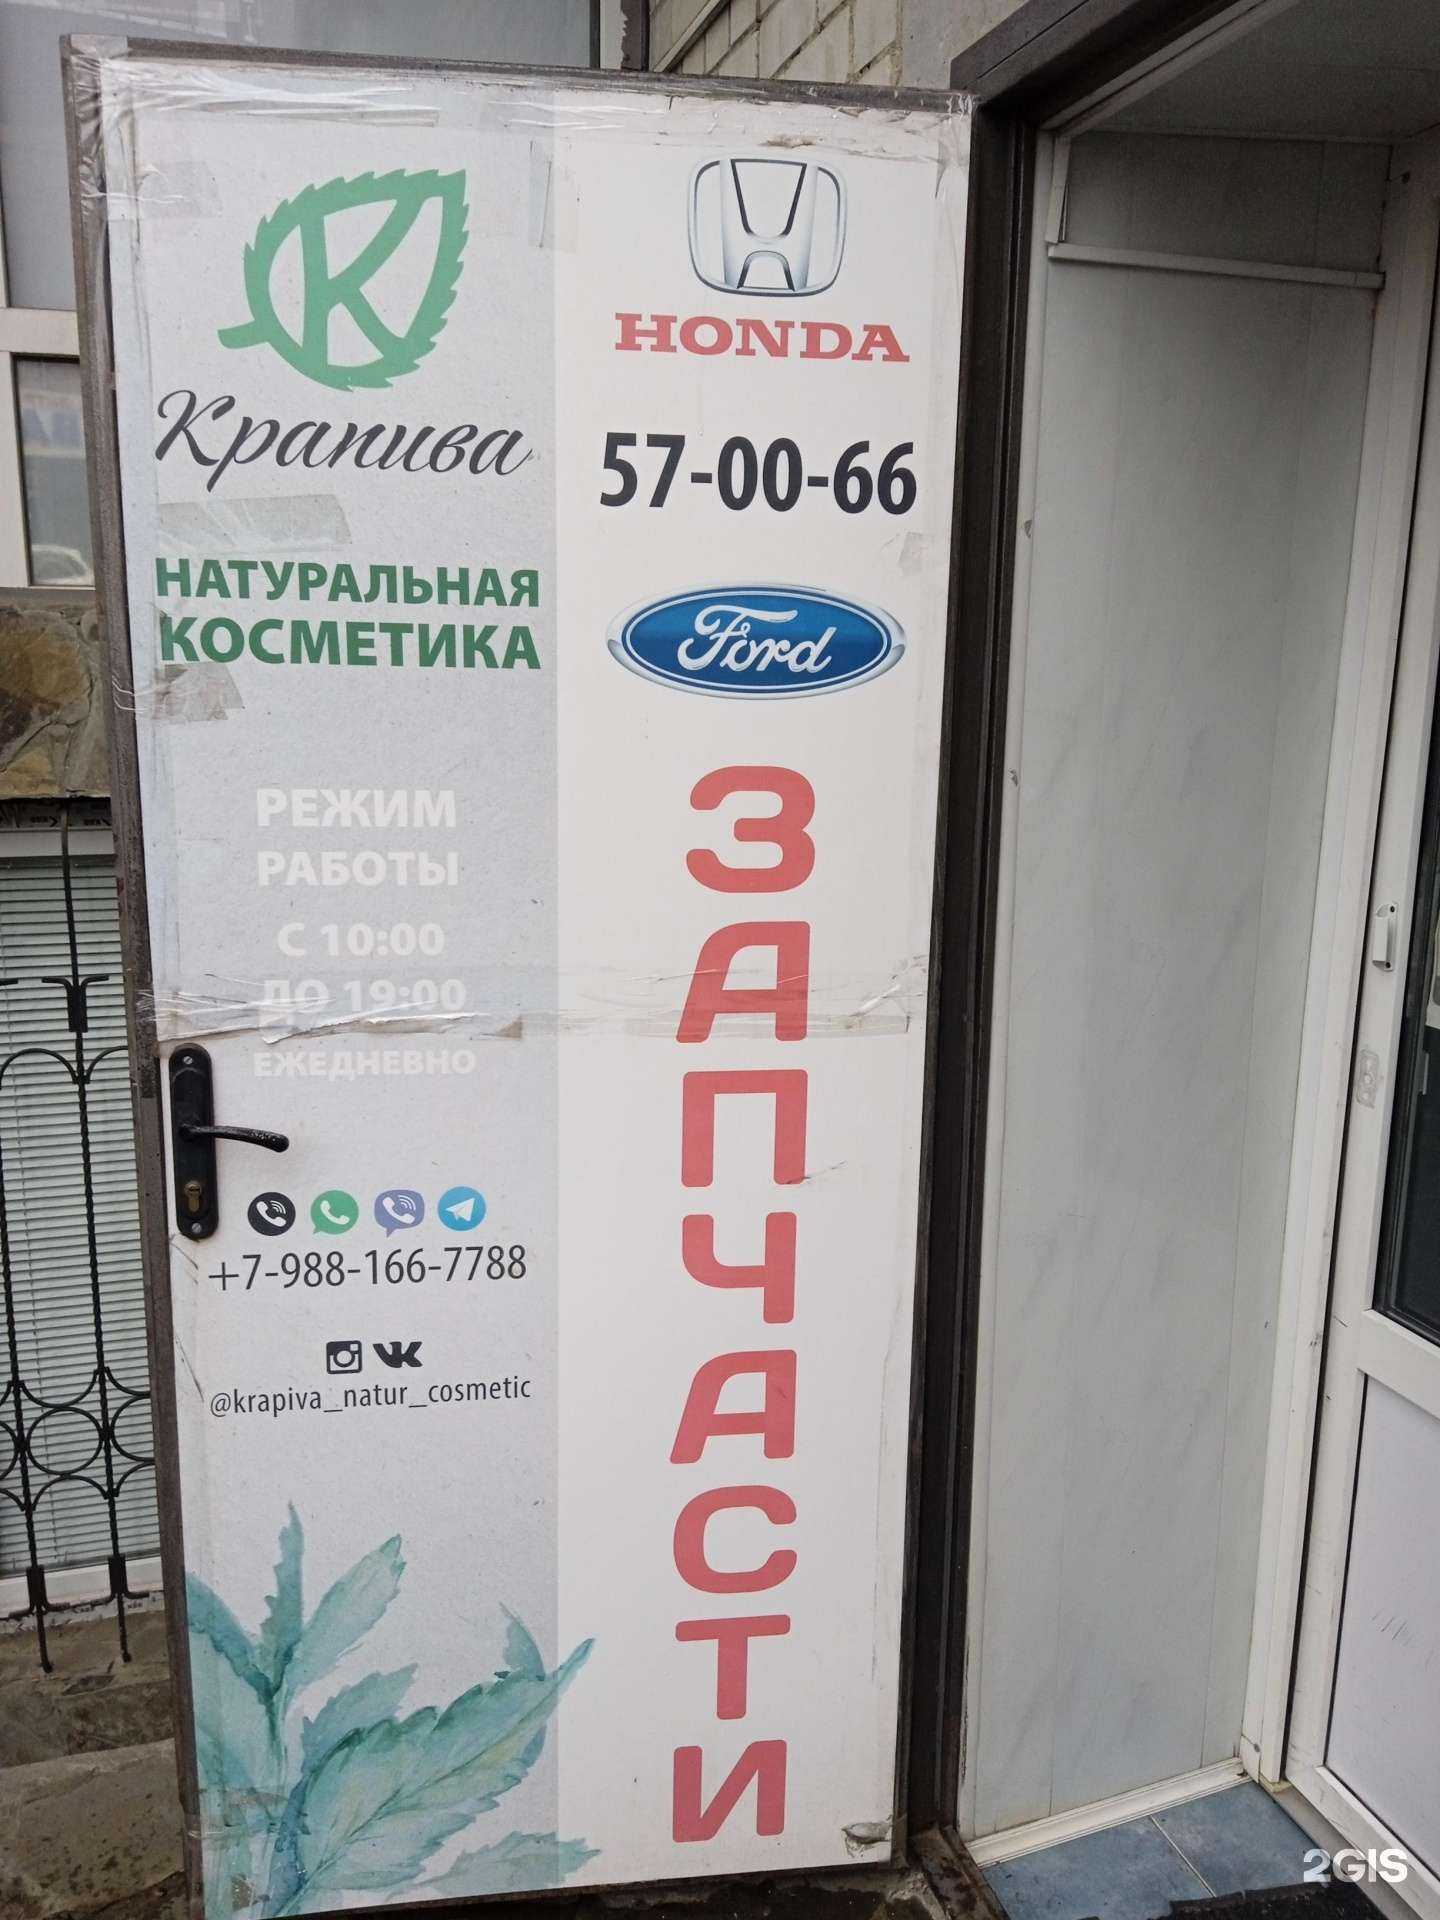 K
Крапива
НАТУРАЛЬНАЯ
КОСМЕТИКА
РЕЖИМ
РАБОТЫ
С 10:00
ДО 19:00
ЕЖЕДНЕВНО
+7-988-166-7788
@krapiva_natur_cosmetic
HONDA
57-00-66
Ford
ЗАПЧАСТИ
2GIS